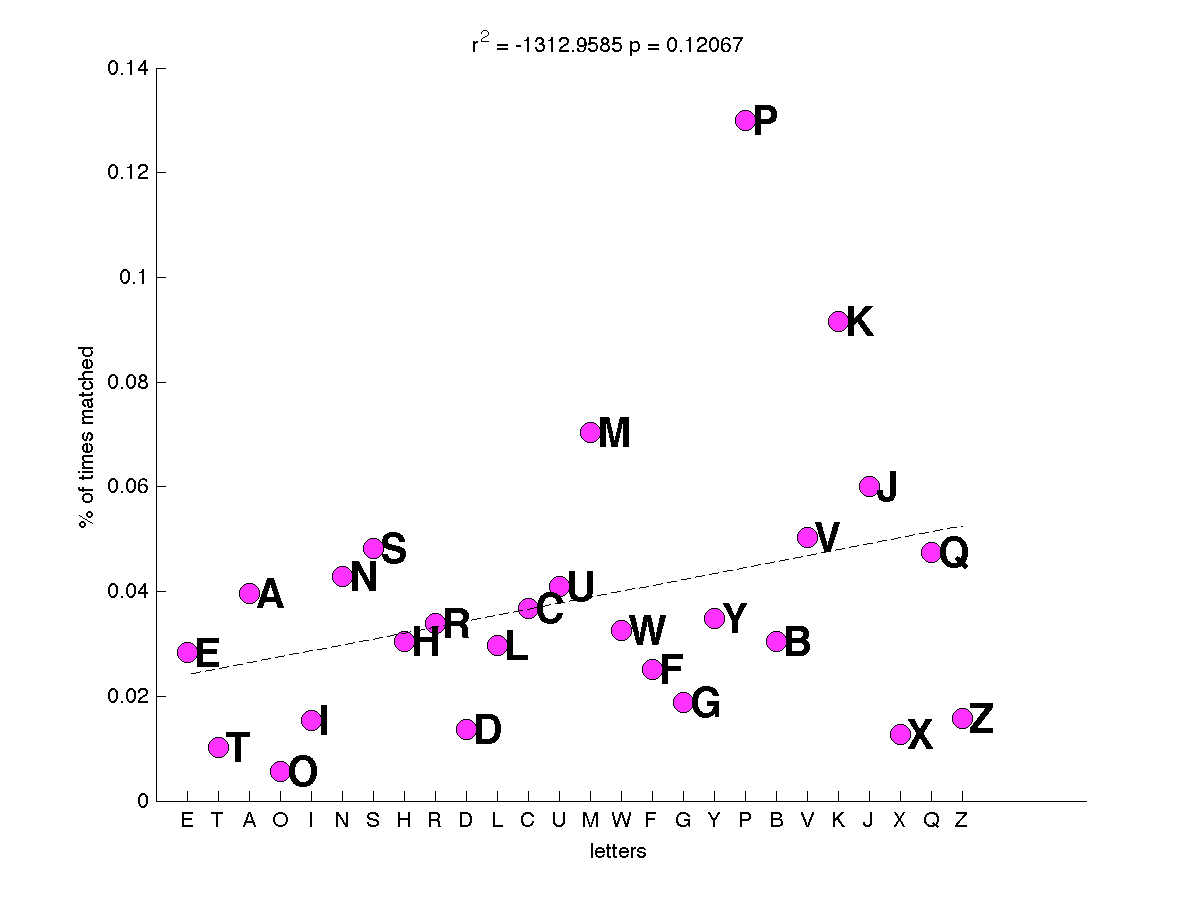 r2 = -1312.9585 p = 0.12067
0.14
0.12
0.1
0.08
0.06
0.04
0.02
0
% of times matched
P
K
M
J
V
S
Q
N
A
U
C
R
H
W
Y
B
L
E
F
G
I
D
Z
X
T
O
E T A O I N S H R D L C U M W F G Y P B V K J X Q Z
letters